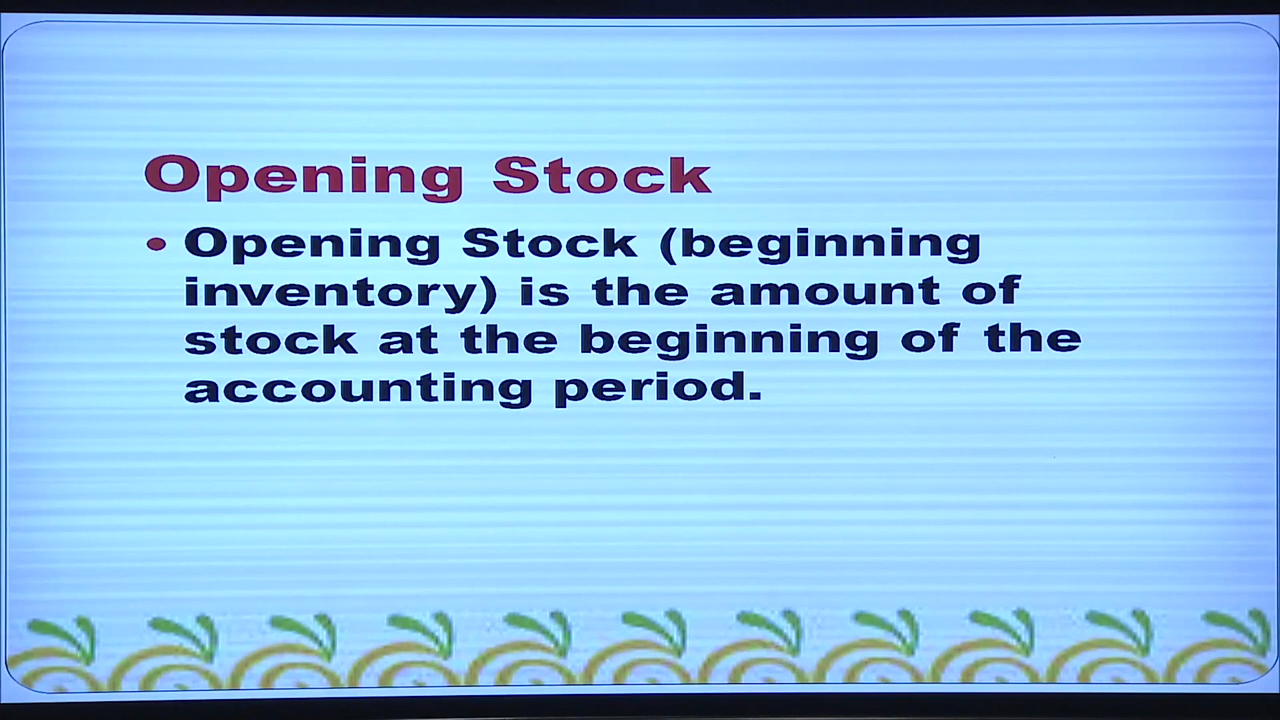 Opening Stock
• Opening Stock (beginning
inventory) is the amount of
stock at the beginning of the
accounting period.